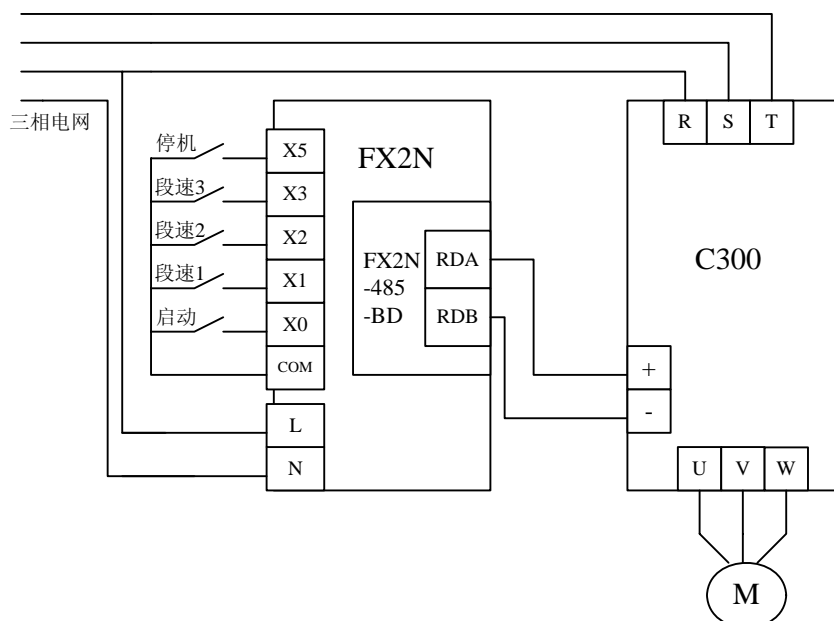 R S T
三相电网
停机 X5
FX2N
段速3 X3
段速2 X2
FX2N RDA
C300
段速1 X1
-485
-BD RDB
启动 X0
COM
+
-
L
N
U V W
M